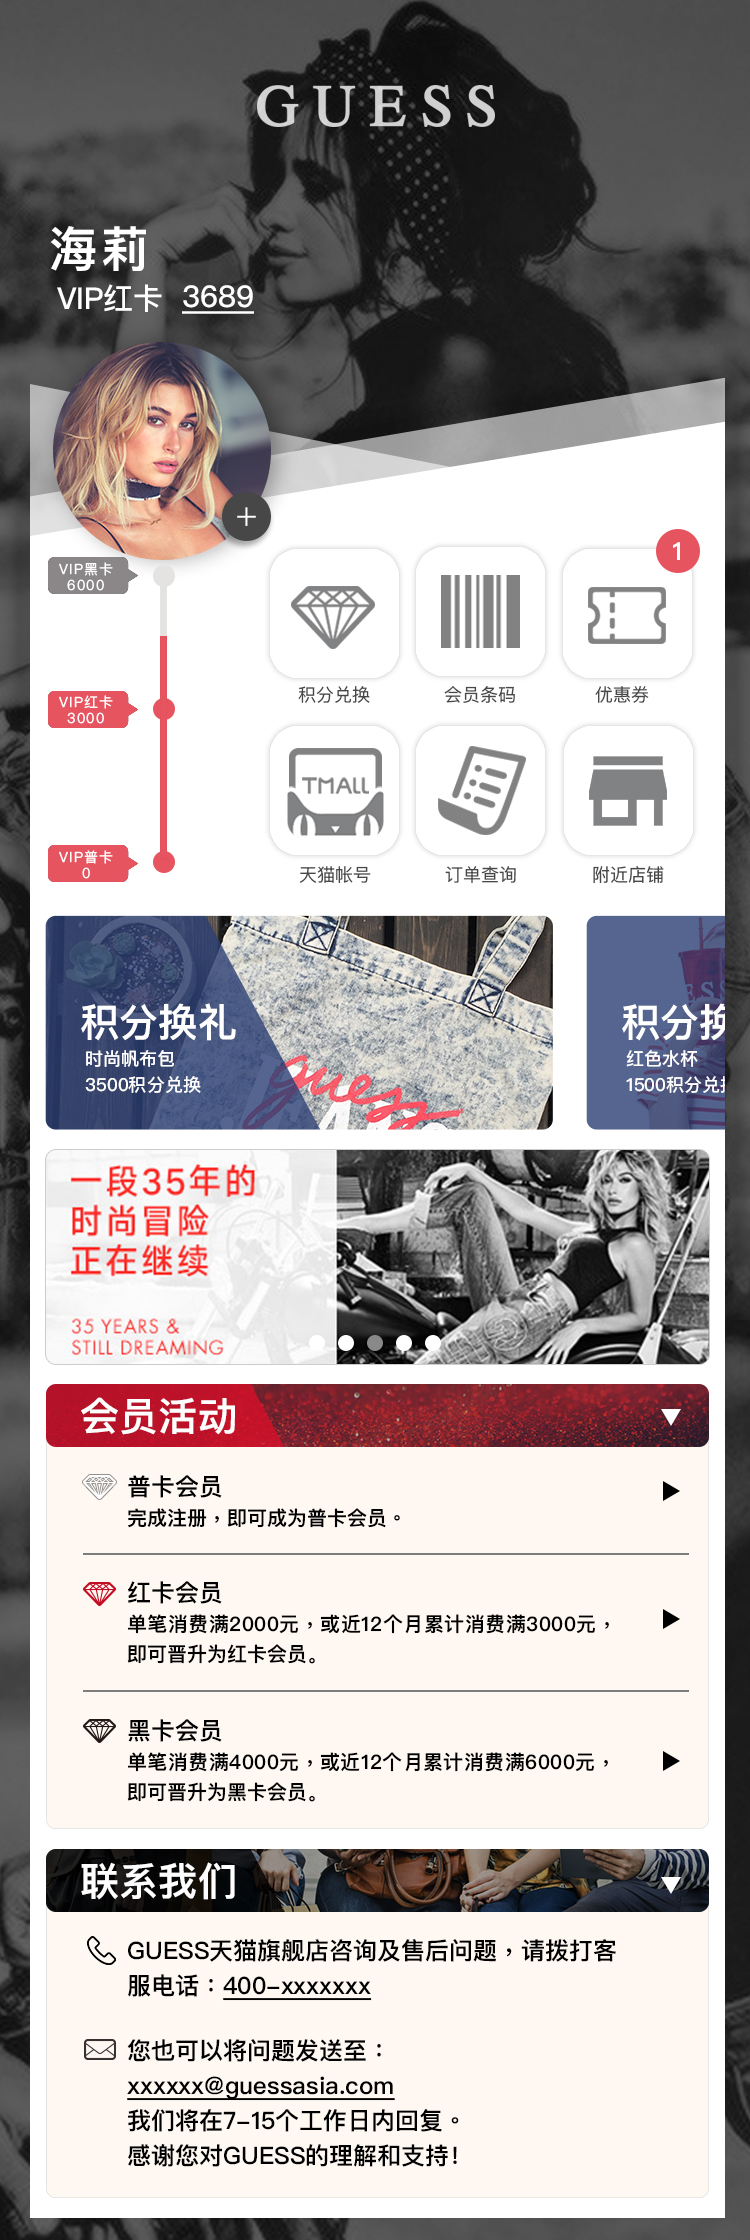 GUESS
海莉
VIP红卡 3689
VIP黑卡
6000
VIP红卡
3000
VIP普卡
0
1
积分兑换
会员条码
优惠券
TMALL
天猫帐号
订单查询
附近店铺
积分换礼
时尚帆布包
3500积分兑换
guess
积分换
红色水杯
1500积分兑
一段35年的
时尚冒险
正在继续
35 YEARS &
STILL DREAMING
会员活动
普卡会员
完成注册，即可成为普卡会员。
红卡会员
单笔消费满2000元，或近12个月累计消费满3000元，
即可晋升为红卡会员。
黑卡会员
单笔消费满4000元，或近12个月累计消费满6000元，
即可晋升为黑卡会员。
联系我们
GUESS天猫旗舰店咨询及售后问题，请拨打客
服电话：400-xxxxxxx
您也可以将问题发送至：
xxxxxx@guessasia.com
我们将在7-15个工作日内回复。
感谢您对GUESS的理解和支持！